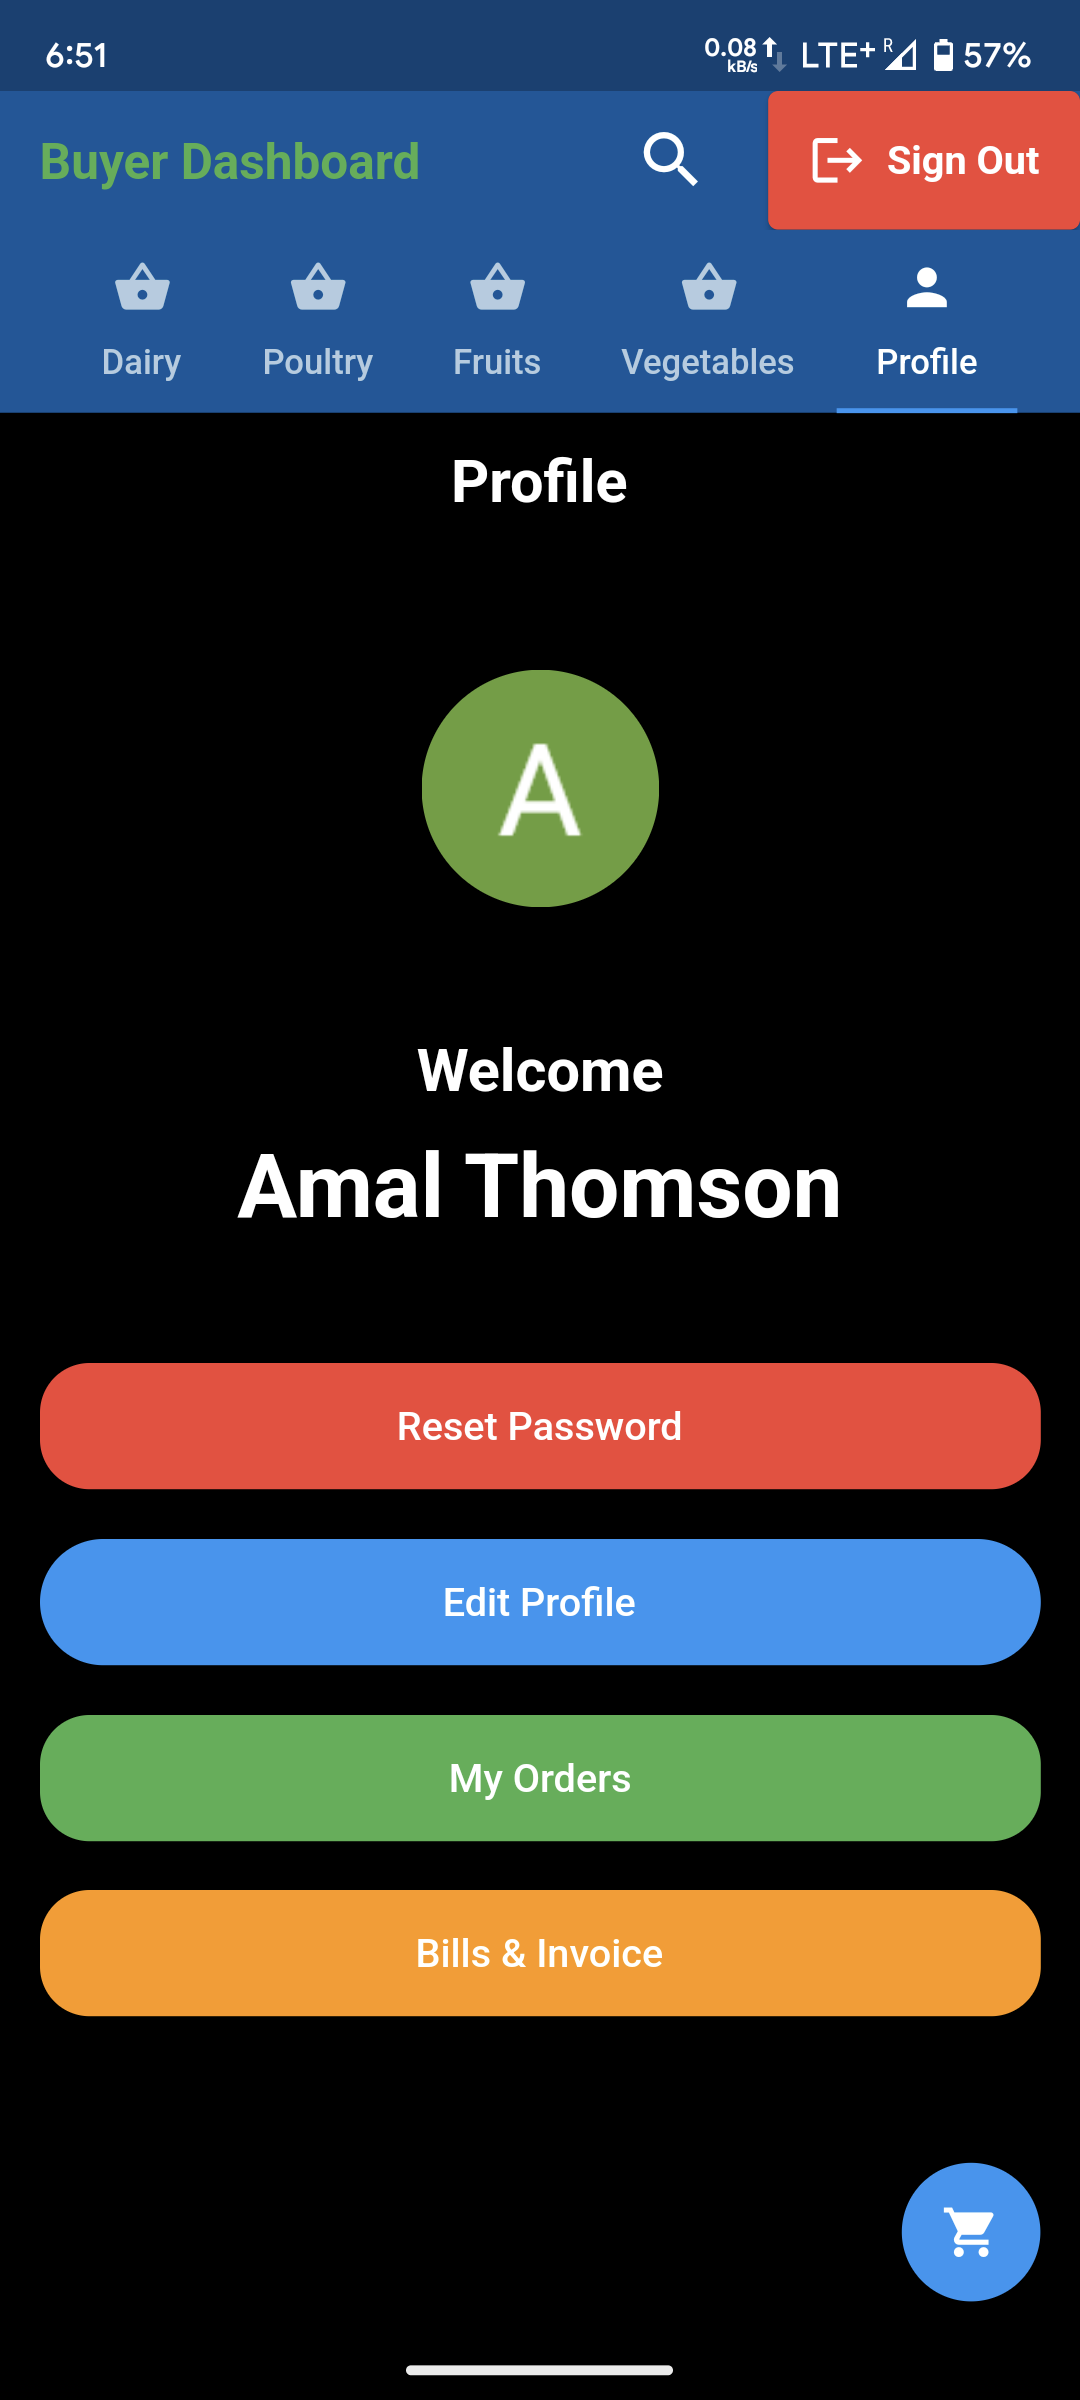 6:51
0.08 kB/s LTE+ R 57%
Buyer Dashboard
Sign Out
Dairy Poultry Fruits Vegetables Profile
Profile
A
Welcome
Amal Thomson
Reset Password
Edit Profile
My Orders
Bills & Invoice